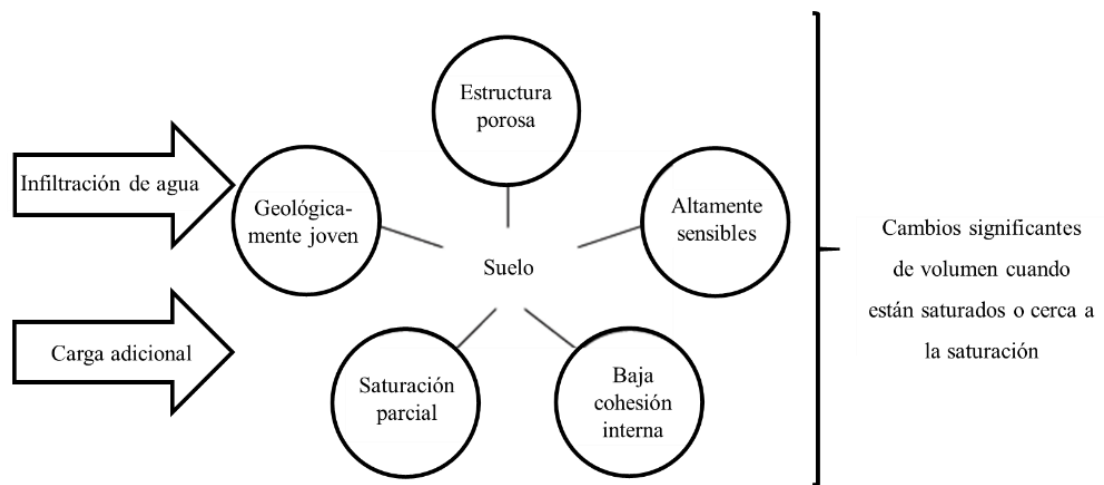 Estructura
porosa
Infiltración de agua
Geológica-
mente joven
Altamente
sensibles
Suelo
Carga adicional
Saturación
parcial
Baja
cohesión
interna
Cambios significantes
de volumen cuando
están saturados o cerca a
la saturación